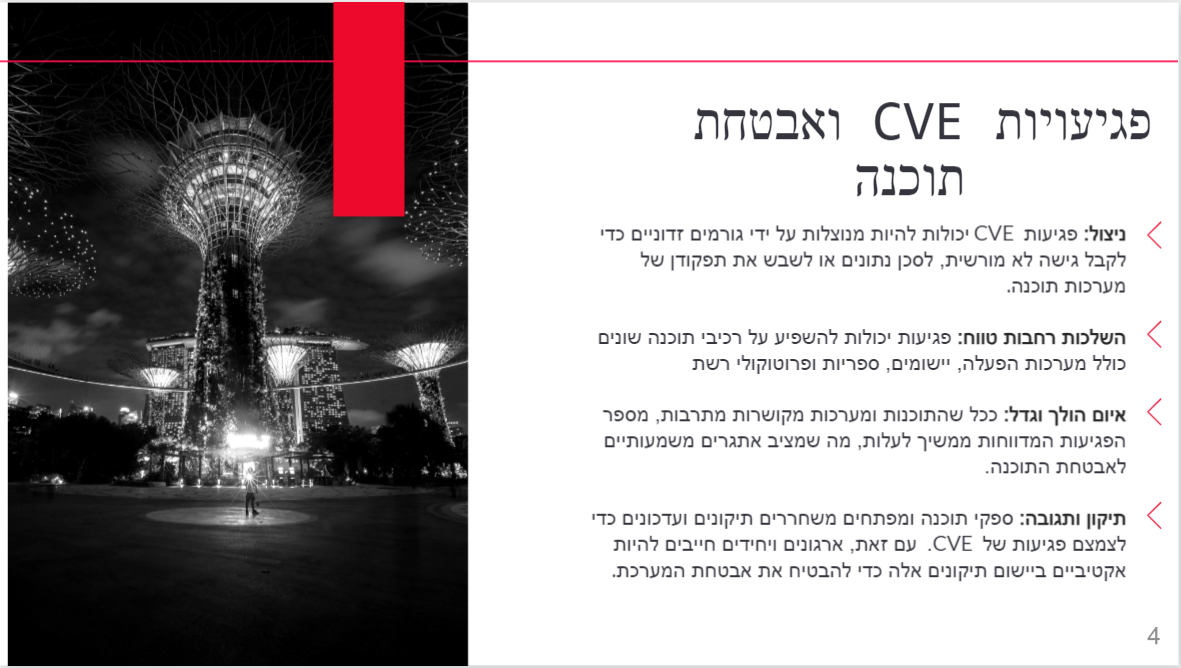 פגיעויות CVE ואבטחת
תוכנה
ניצול: פגיעות CVE יכולות להיות מנוצלות על ידי גורמים זדוניים כדי
לקבל גישה לא מורשית, לסכן נתונים או לשבש את תפקודן של
מערכות תוכנה.
השלכות רחבות טווח: פגיעות יכולות להשפיע על רכיבי תוכנה שונים
כולל מערכות הפעלה, יישומים, ספריות ופרוטוקולי רשת
איום הולך וגדל: ככל שהתוכנות ומערכות מקושרות מתרבות, מספר
הפגיעות המדווחות ממשיך לעלות, מה שמציב אתגרים משמעותיים
לאבטחת התוכנה.
תיקון ותגובה: ספקי תוכנה ומפתחים משחררים תיקונים ועדכונים כדי
לצמצם פגיעות של CVE. עם זאת, ארגונים ויחידים חייבים להיות
אקטיביים ביישום תיקונים אלה כדי להבטיח את אבטחת המערכת.
4